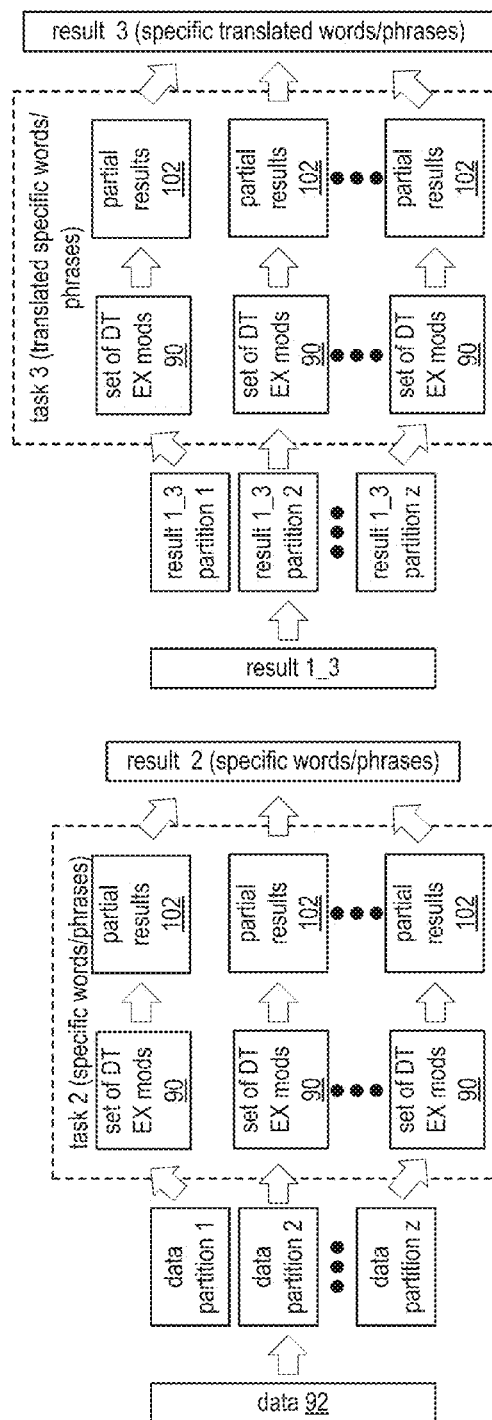 data 92
data
partition 1
data
partition 2
data
partition z
task 2 (specific words/phrases)
set of DT
EX mods
90
set of DT
EX mods
90
set of DT
EX mods
90
partial
results
102
partial
results
102
partial
results
102
result 2 (specific words/phrases)
result 1_3
result 1_3
partition 1
result 1_3
partition 2
result 1_3
partition z
task 3 (translated specific words/
phrases)
set of DT
EX mods
90
set of DT
EX mods
90
set of DT
EX mods
90
partial
results
102
partial
results
102
partial
results
102
result 3 (specific translated words/phrases)